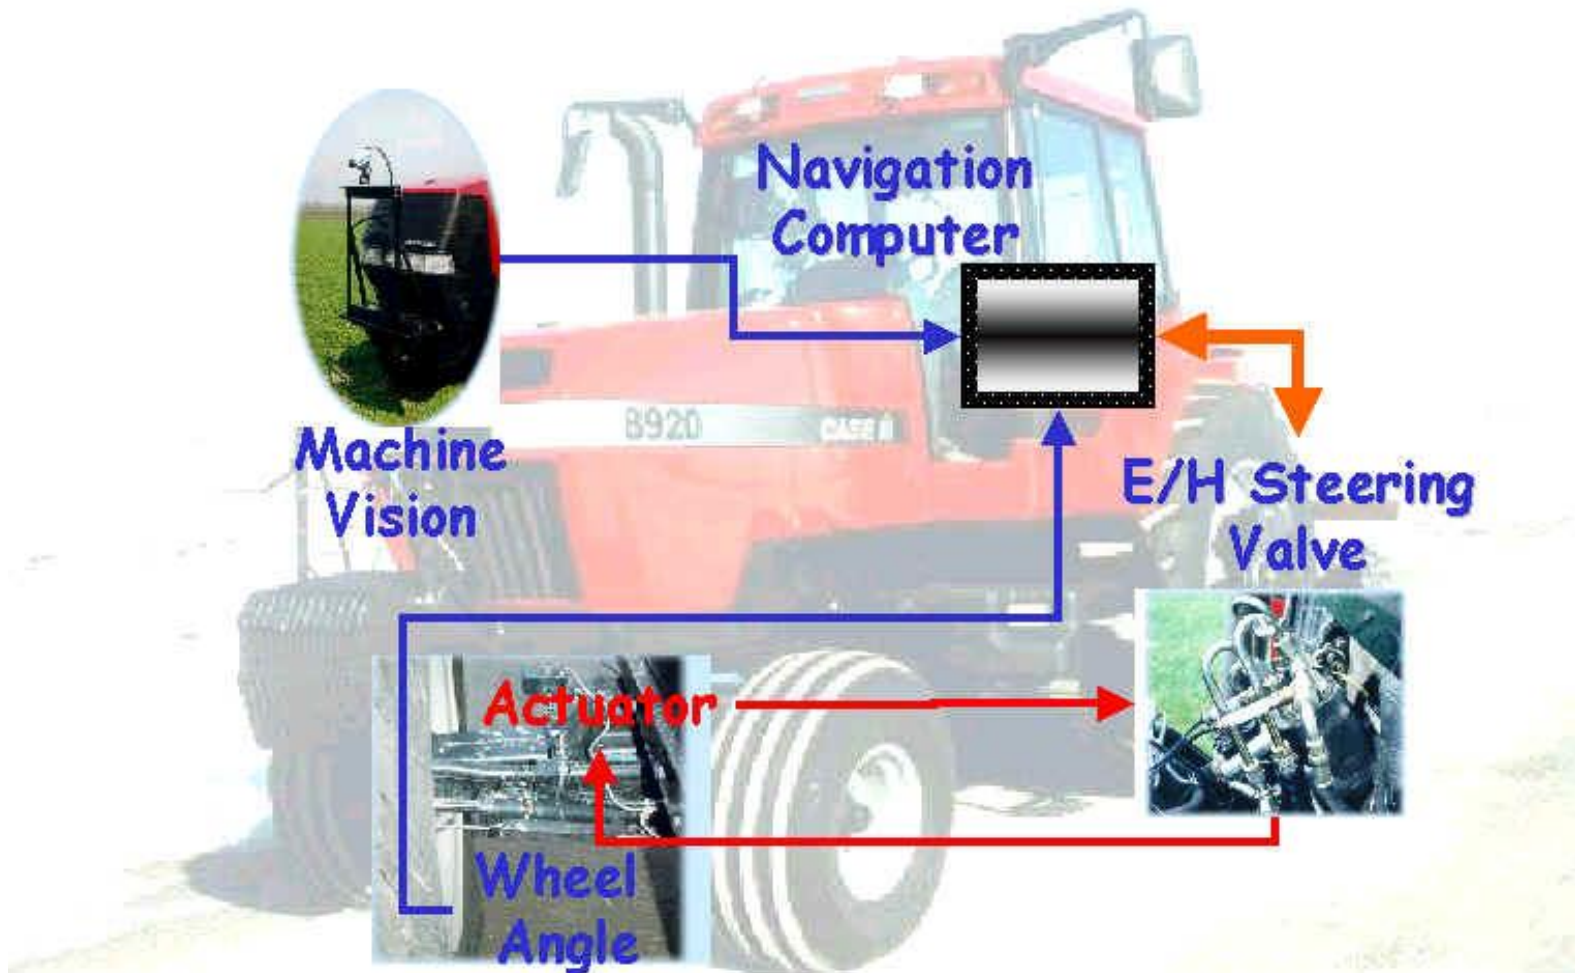 Navigation
Computer
Machine
Vision
8920
CASE
E/H Steering
Valve
Actuator
Wheel
Angle